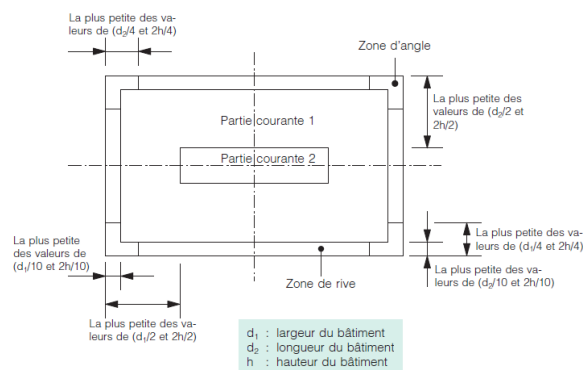 La plus petite des va-
leurs de (d₂/4 et 2h/4)
Zone d'angle
La plus petite des
valeurs de (d₂/2 et
2h/2)
Partie courante 1
Partie courante 2
La plus petite
des valeurs de
(d₁/10 et 2h/10)
La plus petite des va-
leurs de (d₁/4 et 2h/4)
La plus petite des va-
leurs de (d₂/10 et 2h/10)
Zone de rive
La plus petite des va-
leurs de (d₁/2 et 2h/2)
d₁ : largeur du bâtiment
d₂ : longueur du bâtiment
h : hauteur du bâtiment